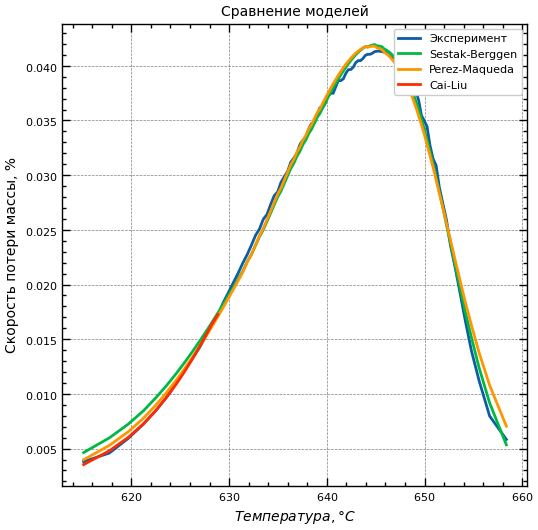 Сравнение моделей
Эксперимент
Sestak-Berggen
Perez-Maqueda
Cai-Liu
Скорость потери массы, %
0.040
0.035
0.030
0.025
0.020
0.015
0.010
0.005
620
630
640
650
660
Температура, °C